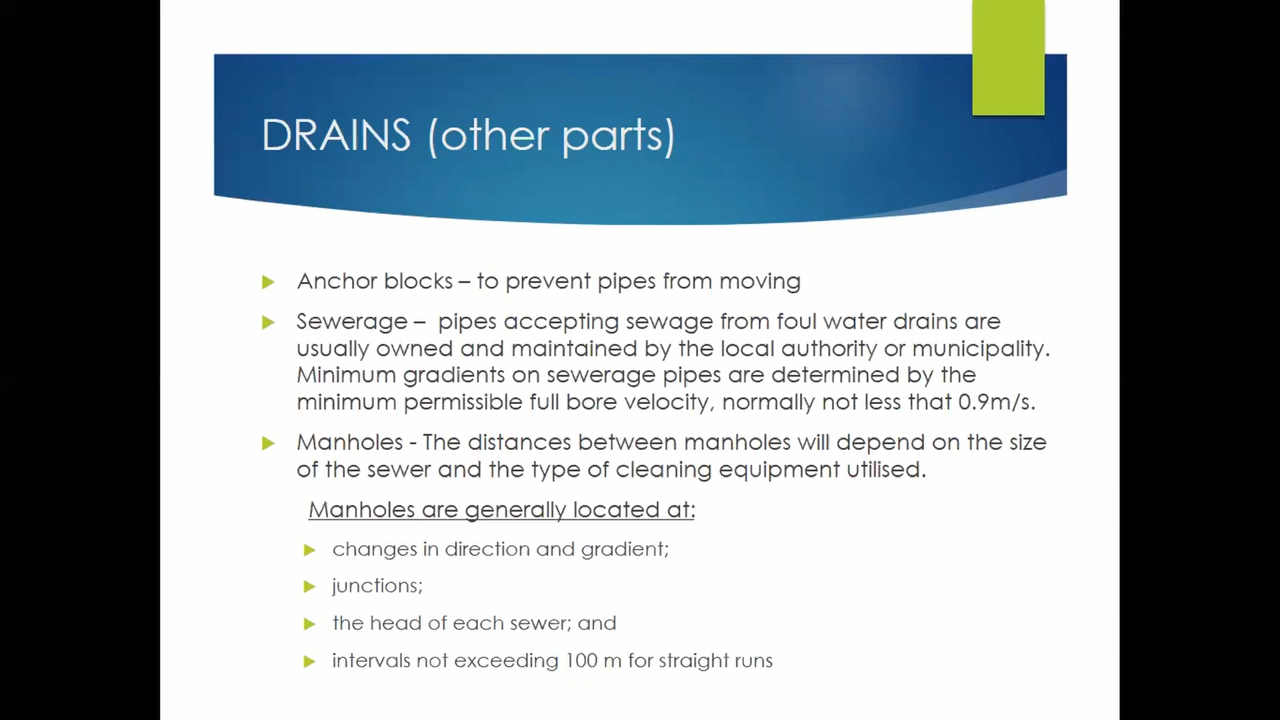 DRAINS (other parts)
Anchor blocks – to prevent pipes from moving
Sewerage –  pipes accepting sewage from foul water drains are
usually owned and maintained by the local authority or municipality.
Minimum gradients on sewerage pipes are determined by the
minimum permissible full bore velocity, normally not less that 0.9m/s.
Manholes - The distances between manholes will depend on the size
of the sewer and the type of cleaning equipment utilised.
Manholes are generally located at:
changes in direction and gradient;
junctions;
the head of each sewer; and
intervals not exceeding 100 m for straight runs